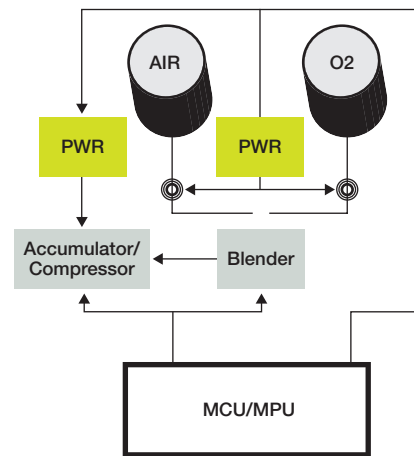 AIR
O2
PWR
PWR
Accumulator/
Compressor
Blender
MCU/MPU